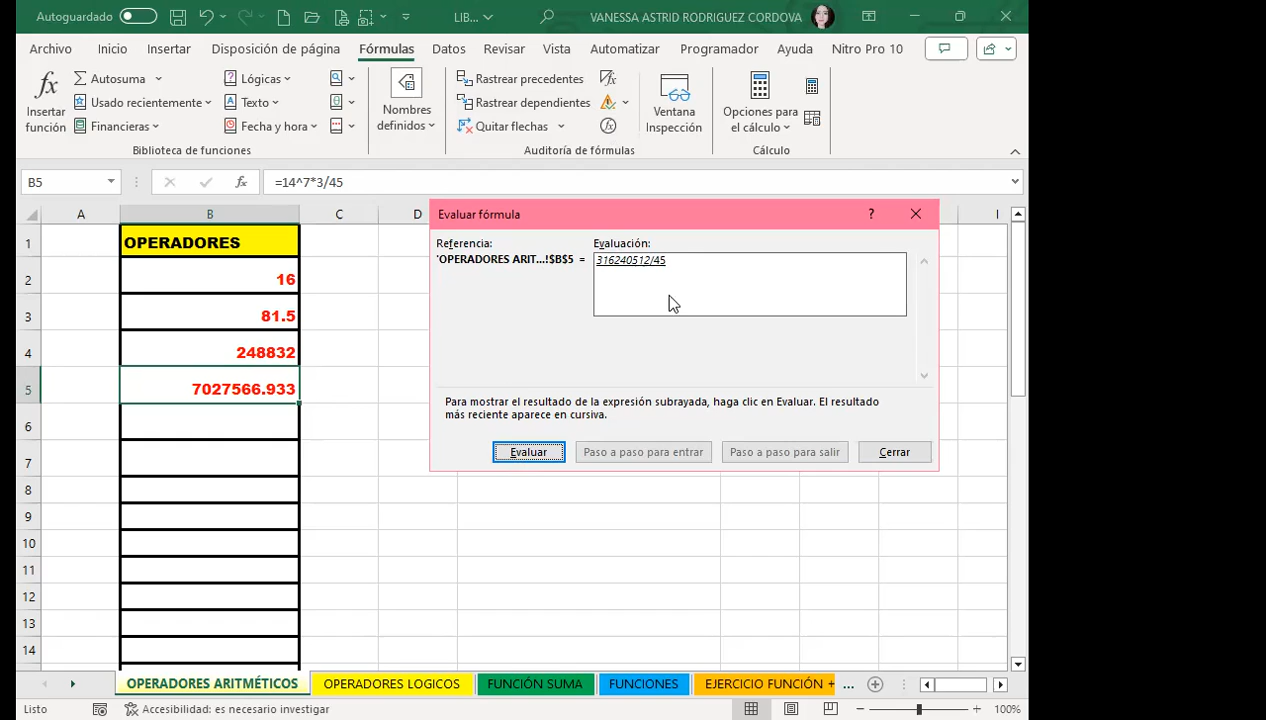 Autoguardado
LIB...
VANESSA ASTRID RODRIGUEZ CORDOVA
Archivo Inicio Insertar Disposición de página Fórmulas Datos Revisar Vista Automatizar Programador Ayuda Nitro Pro 10
fx Insertar función
Autosuma
Usado recientemente
Financieras
Lógicas
Texto
Fecha y hora
Biblioteca de funciones
Nombres definidos
Rastrear precedentes
Rastrear dependientes
Quitar flechas
Auditoría de fórmulas
Ventana Inspección
Opciones para el cálculo
Cálculo
B5 fx =14^7*3/45
A B C D I
1 OPERADORES
2 16
3 81.5
4 248832
5 7027566.933
6
7
8
9
10
11
12
13
14
Evaluar fórmula ?
Referencia: Evaluación:
'OPERADORES ARIT...!$B$5 = 316240512/45
Para mostrar el resultado de la expresión subrayada, haga clic en Evaluar. El resultado
más reciente aparece en cursiva.
Evaluar Paso a paso para entrar Paso a paso para salir Cerrar
OPERADORES ARITMÉTICOS OPERADORES LOGICOS FUNCIÓN SUMA FUNCIONES EJERCICIO FUNCIÓN + ...
Listo Accesibilidad: es necesario investigar 100%